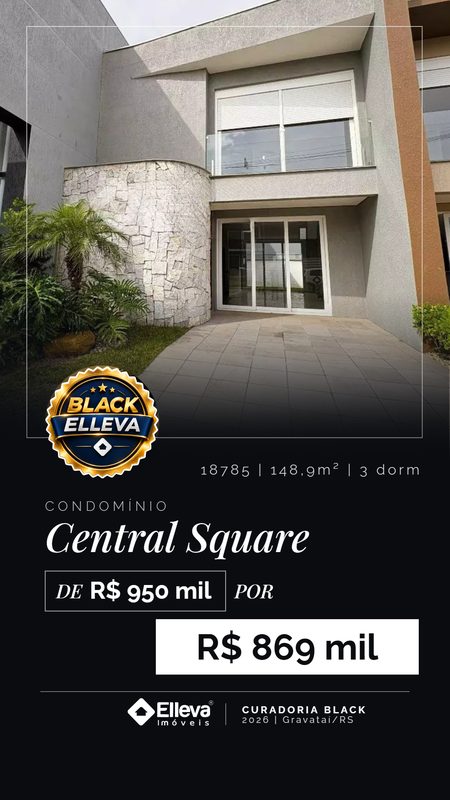 BLACK
ELLEVA
18785 | 148,9m² | 3 dorm
CONDOMÍNIO
Central Square
DE R$ 950 mil POR
R$ 869 mil
Elleva®
Imóveis
CURADORIA BLACK
2026 | Gravataí/RS